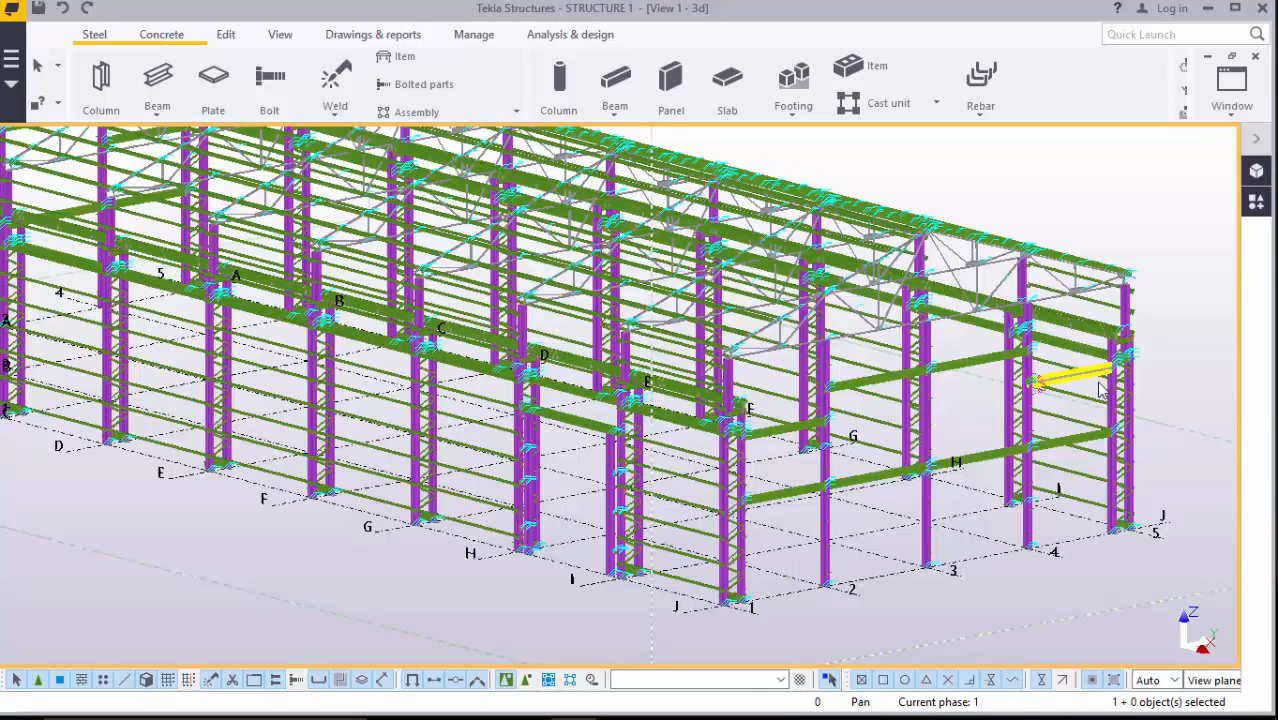 Tekla Structures - STRUCTURE 1 - [View 1 - 3d]
? Log in
Steel Concrete Edit View Drawings & reports Manage Analysis & design Quick Launch
Column Beam Plate Bolt Weld
Item
Bolted parts
Assembly
Column Beam Panel Slab Footing
Item
Cast unit
Rebar Window
5 A
4 B
A C
B D
E
F
G
D H
E I
F J
G 5
H 4
I 3
J 1 2
Z
Y
Auto View plane
0 Pan Current phase: 1 1 + 0 object(s) selected